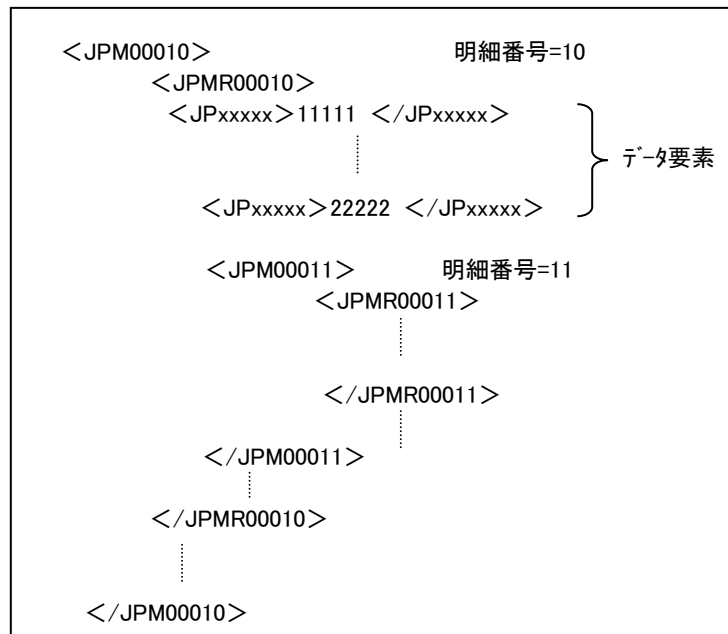 <JPM00010> 明細番号=10
<JPMR00010>
<JPxxxxx>11111 </JPxxxxx>
データ要素
<JPxxxxx>22222 </JPxxxxx>
<JPM00011> 明細番号=11
<JPMR00011>
</JPMR00011>
</JPM00011>
</JPMR00010>
</JPM00010>